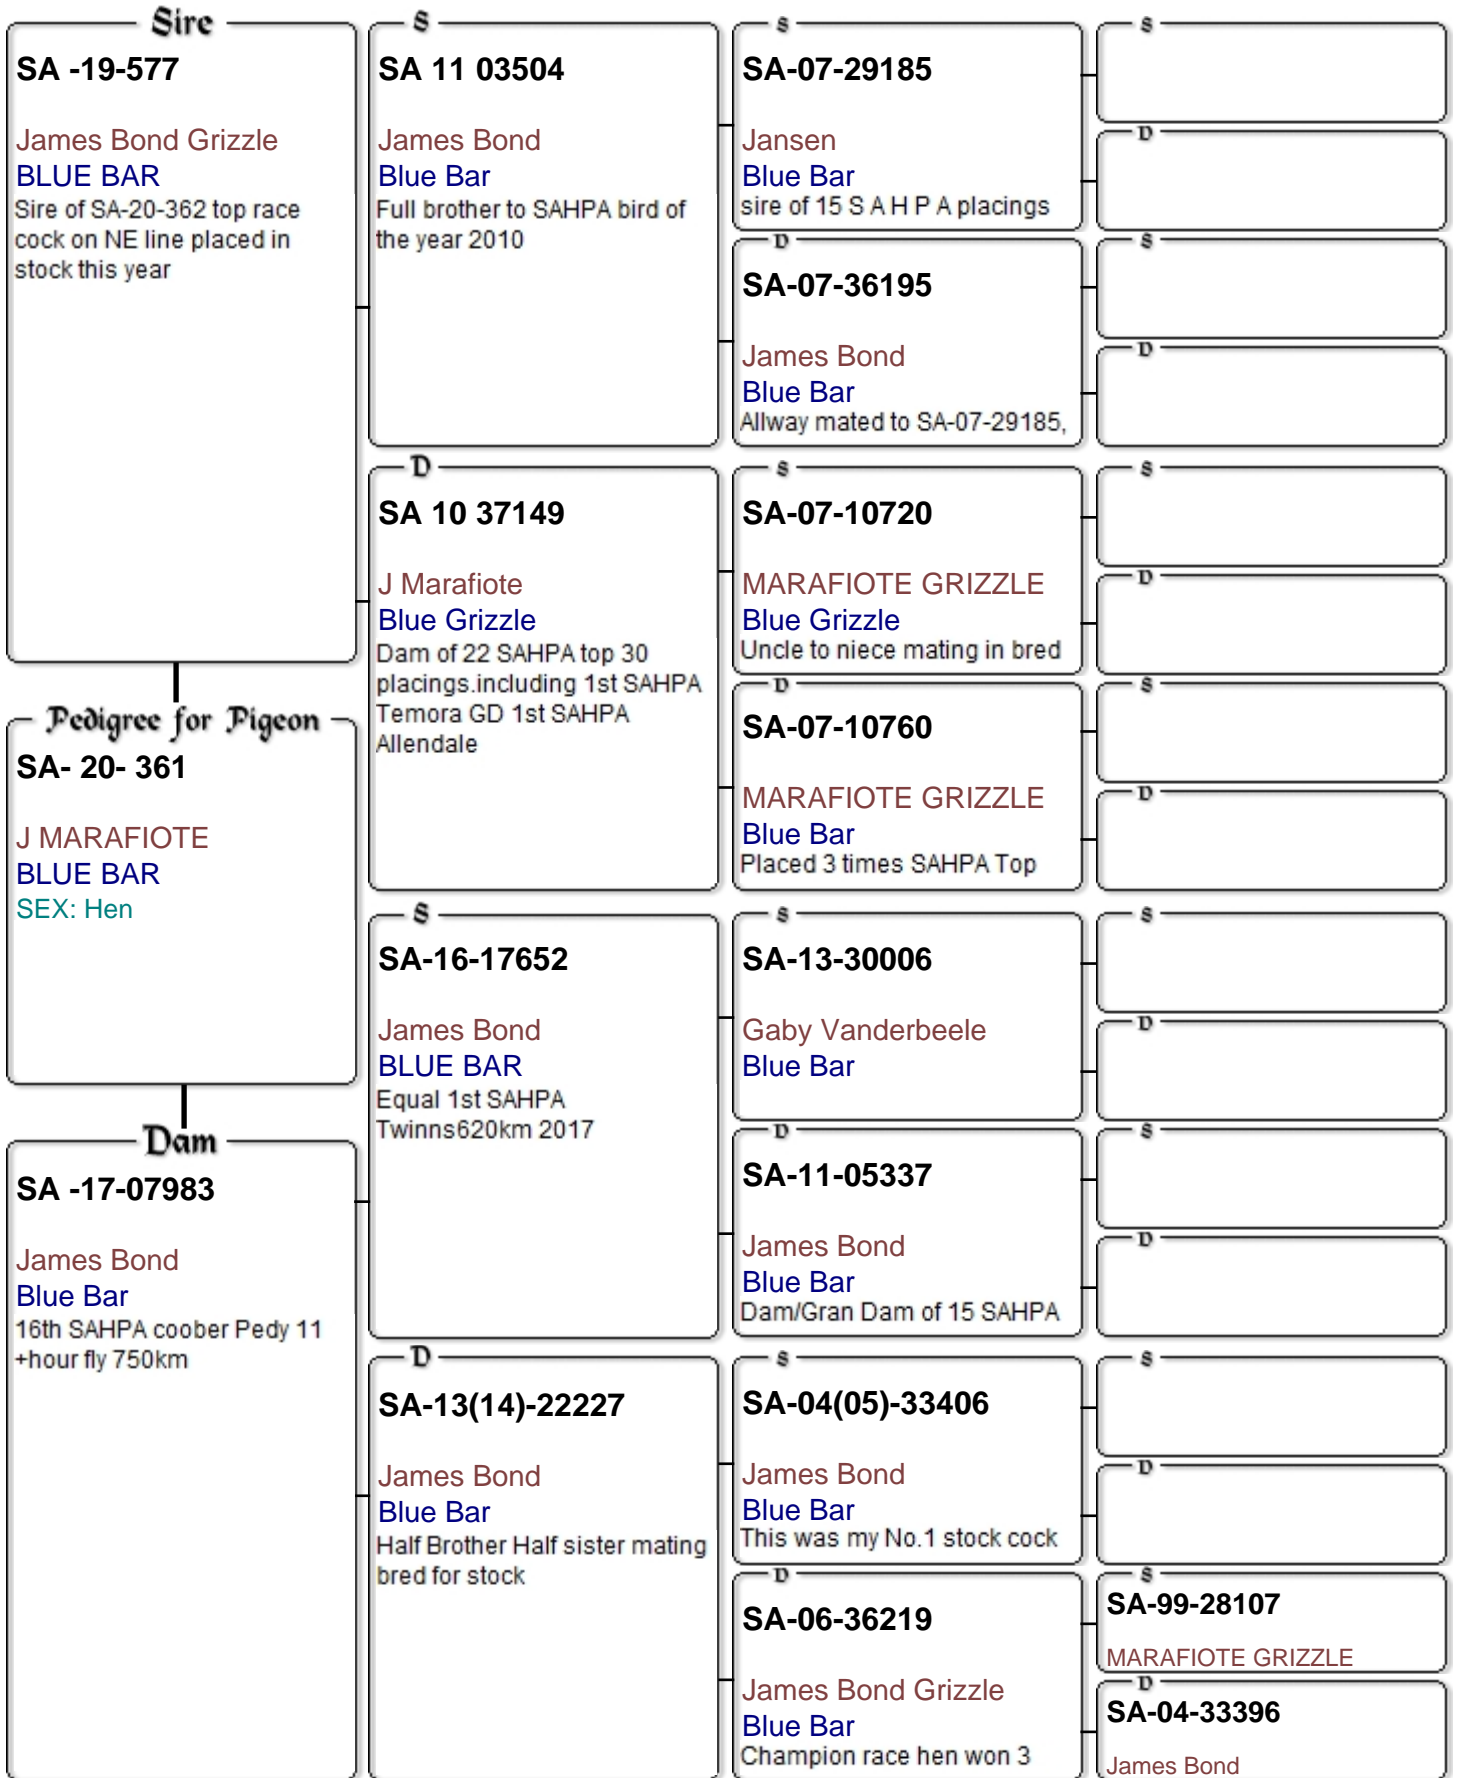 Sire
SA -19-577
James Bond Grizzle
BLUE BAR
Sire of SA-20-362 top race
cock on NE line placed in
stock this year
Pedigree for Pigeon
SA- 20- 361
J MARAFIOTE
BLUE BAR
SEX: Hen
Dam
SA -17-07983
James Bond
Blue Bar
16th SAHPA coober Pedy 11
+hour fly 750km
S
SA 11 03504
James Bond
Blue Bar
Full brother to SAHPA bird of
the year 2010
D
SA 10 37149
J Marafiote
Blue Grizzle
Dam of 22 SAHPA top 30
placings.including 1st SAHPA
Temora GD 1st SAHPA
Allendale
S
SA-16-17652
James Bond
BLUE BAR
Equal 1st SAHPA
Twinns620km 2017
D
SA-13(14)-22227
James Bond
Blue Bar
Half Brother Half sister mating
bred for stock
S
SA-07-29185
Jansen
Blue Bar
sire of 15 S A H P A placings
D
SA-07-36195
James Bond
Blue Bar
Allway mated to SA-07-29185,
S
SA-07-10720
MARAFIOTE GRIZZLE
Blue Grizzle
Uncle to niece mating in bred
D
SA-07-10760
MARAFIOTE GRIZZLE
Blue Bar
Placed 3 times SAHPA Top
S
SA-13-30006
Gaby Vanderbeele
Blue Bar
D
SA-11-05337
James Bond
Blue Bar
Dam/Gran Dam of 15 SAHPA
S
SA-04(05)-33406
James Bond
Blue Bar
This was my No.1 stock cock
D
SA-06-36219
James Bond Grizzle
Blue Bar
Champion race hen won 3
S
D
S
D
S
D
S
D
S
D
S
D
S
D
S
SA-99-28107
MARAFIOTE GRIZZLE
D
SA-04-33396
James Bond